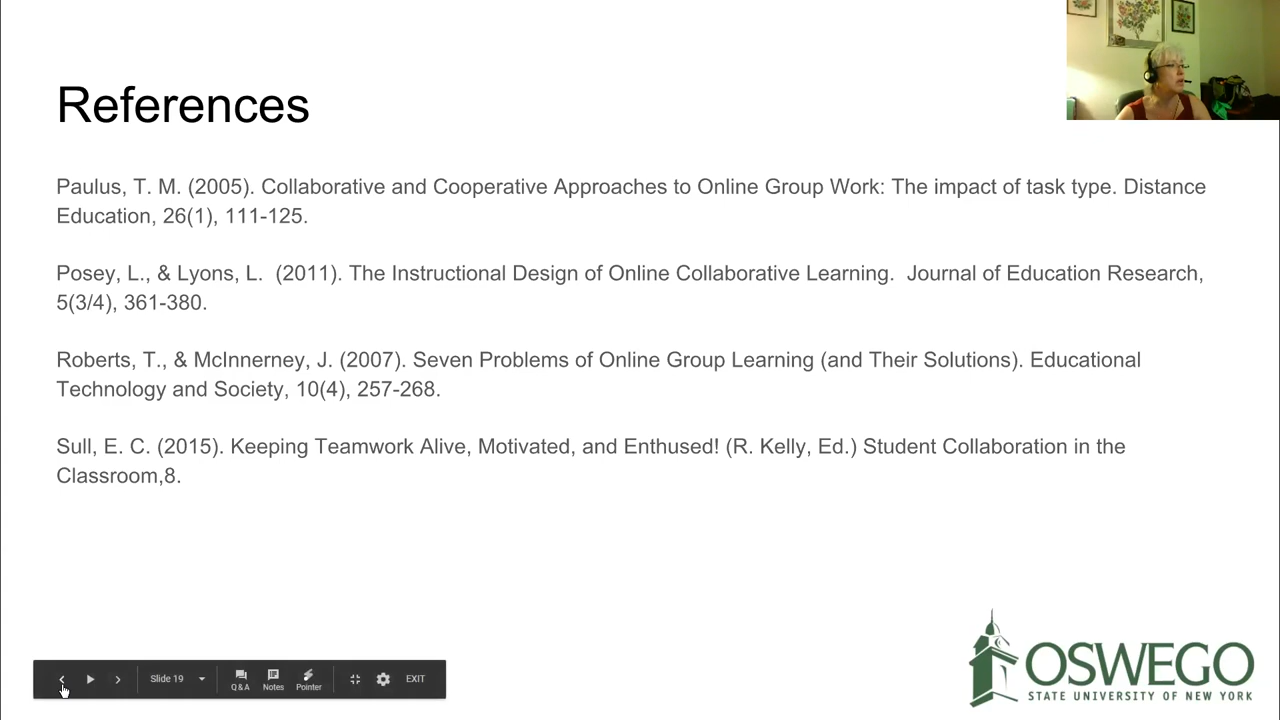 References
Paulus, T. M. (2005). Collaborative and Cooperative Approaches to Online Group Work: The impact of task type. Distance
Education, 26(1), 111-125.
Posey, L., & Lyons, L.  (2011). The Instructional Design of Online Collaborative Learning.  Journal of Education Research,
5(3/4), 361-380.
Roberts, T., & McInnerney, J. (2007). Seven Problems of Online Group Learning (and Their Solutions). Educational
Technology and Society, 10(4), 257-268.
Sull, E. C. (2015). Keeping Teamwork Alive, Motivated, and Enthused! (R. Kelly, Ed.) Student Collaboration in the
Classroom,8.
OSWEGO
STATE UNIVERSITY OF NEW YORK
Slide 19 Q&A Notes Pointer EXIT